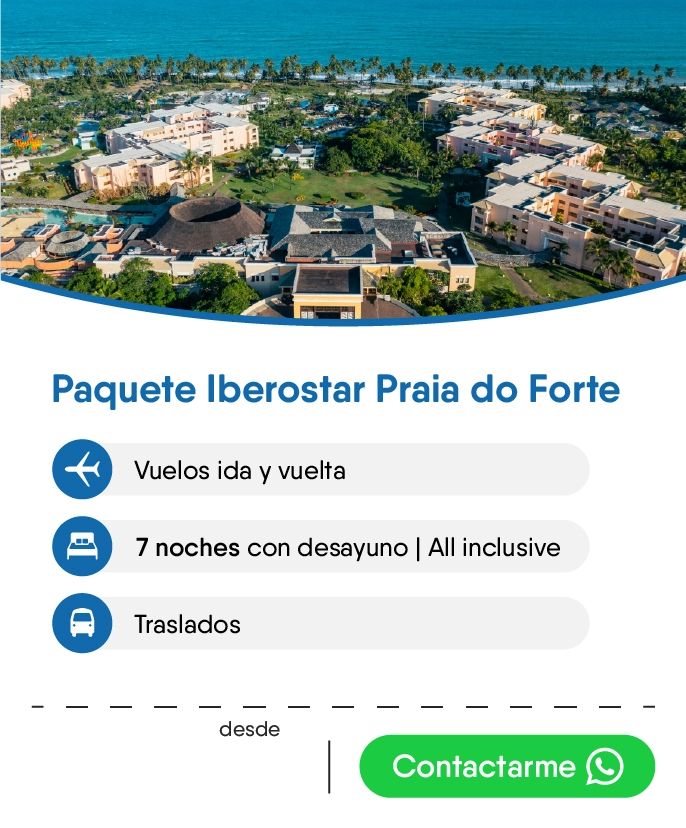 Paquete Iberostar Praia do Forte
Vuelos ida y vuelta
7 noches con desayuno | All inclusive
Traslados
desde
Contactarme